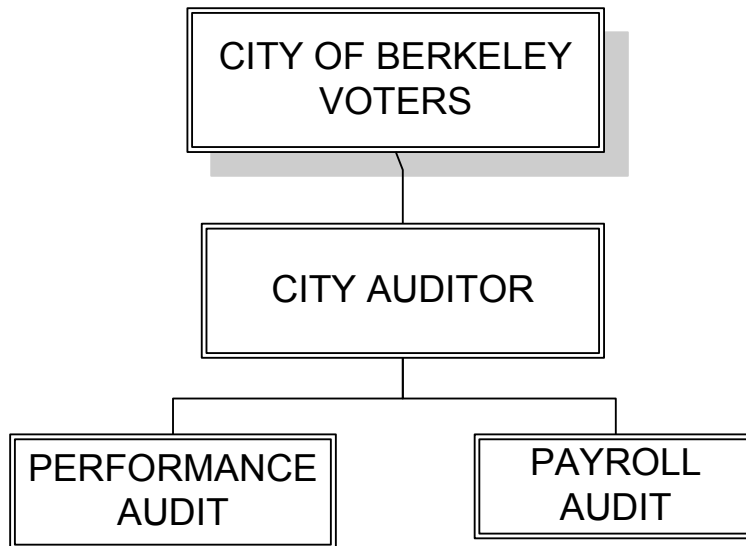 CITY OF BERKELEY
VOTERS
CITY AUDITOR
PERFORMANCE
AUDIT
PAYROLL
AUDIT